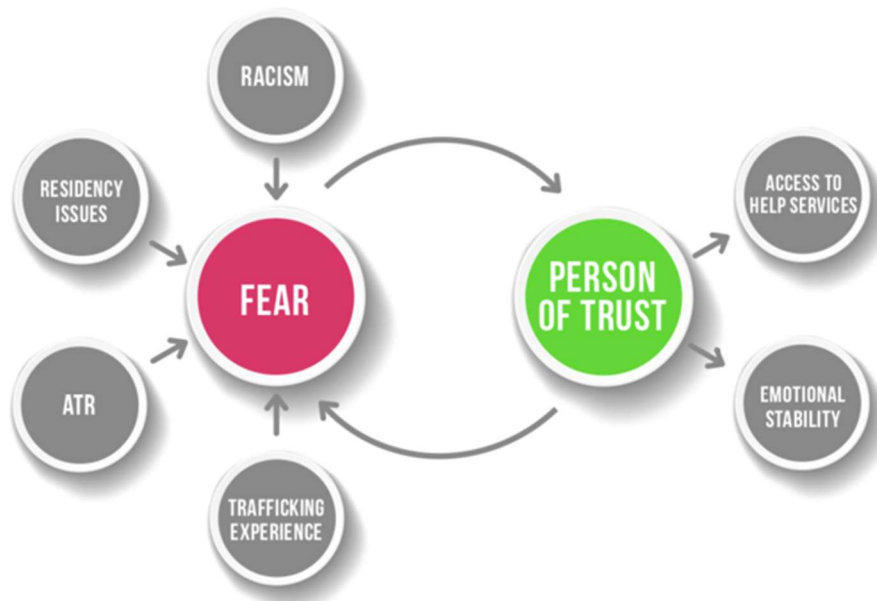 RACISM
RESIDENCY
ISSUES
ACCESS TO
HELP SERVICES
FEAR
PERSON
OF TRUST
ATR
EMOTIONAL
STABILITY
TRAFFICKING
EXPERIENCE